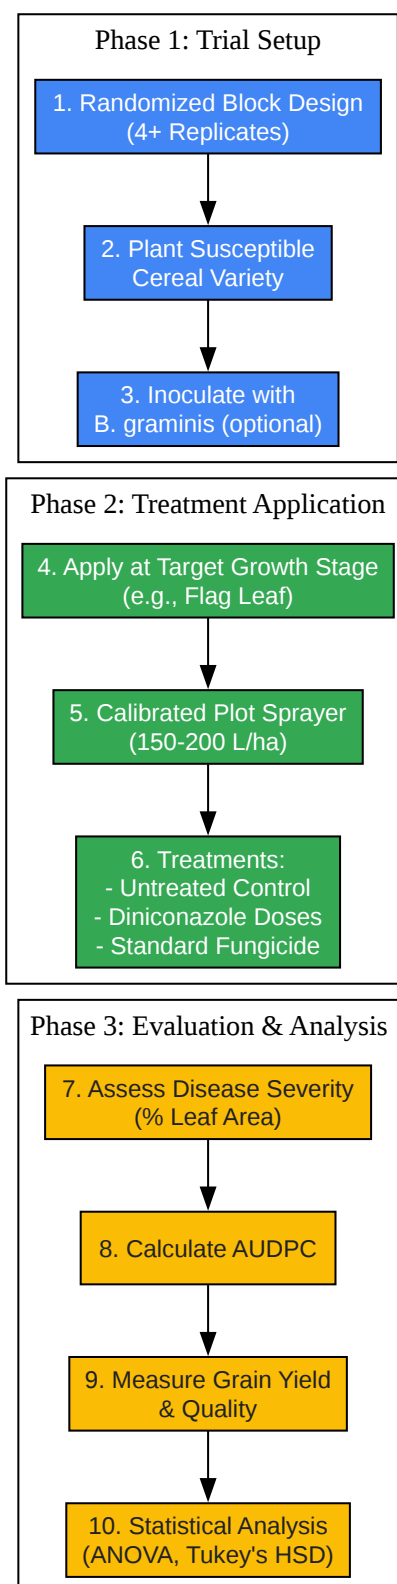 Phase 1: Trial Setup
1. Randomized Block Design
(4+ Replicates)
2. Plant Susceptible
Cereal Variety
3. Inoculate with
B. graminis (optional)
Phase 2: Treatment Application
4. Apply at Target Growth Stage
(e.g., Flag Leaf)
5. Calibrated Plot Sprayer
(150-200 L/ha)
6. Treatments:
- Untreated Control
- Diniconazole Doses
- Standard Fungicide
Phase 3: Evaluation & Analysis
7. Assess Disease Severity
(% Leaf Area)
8. Calculate AUDPC
9. Measure Grain Yield
& Quality
10. Statistical Analysis
(ANOVA, Tukey's HSD)